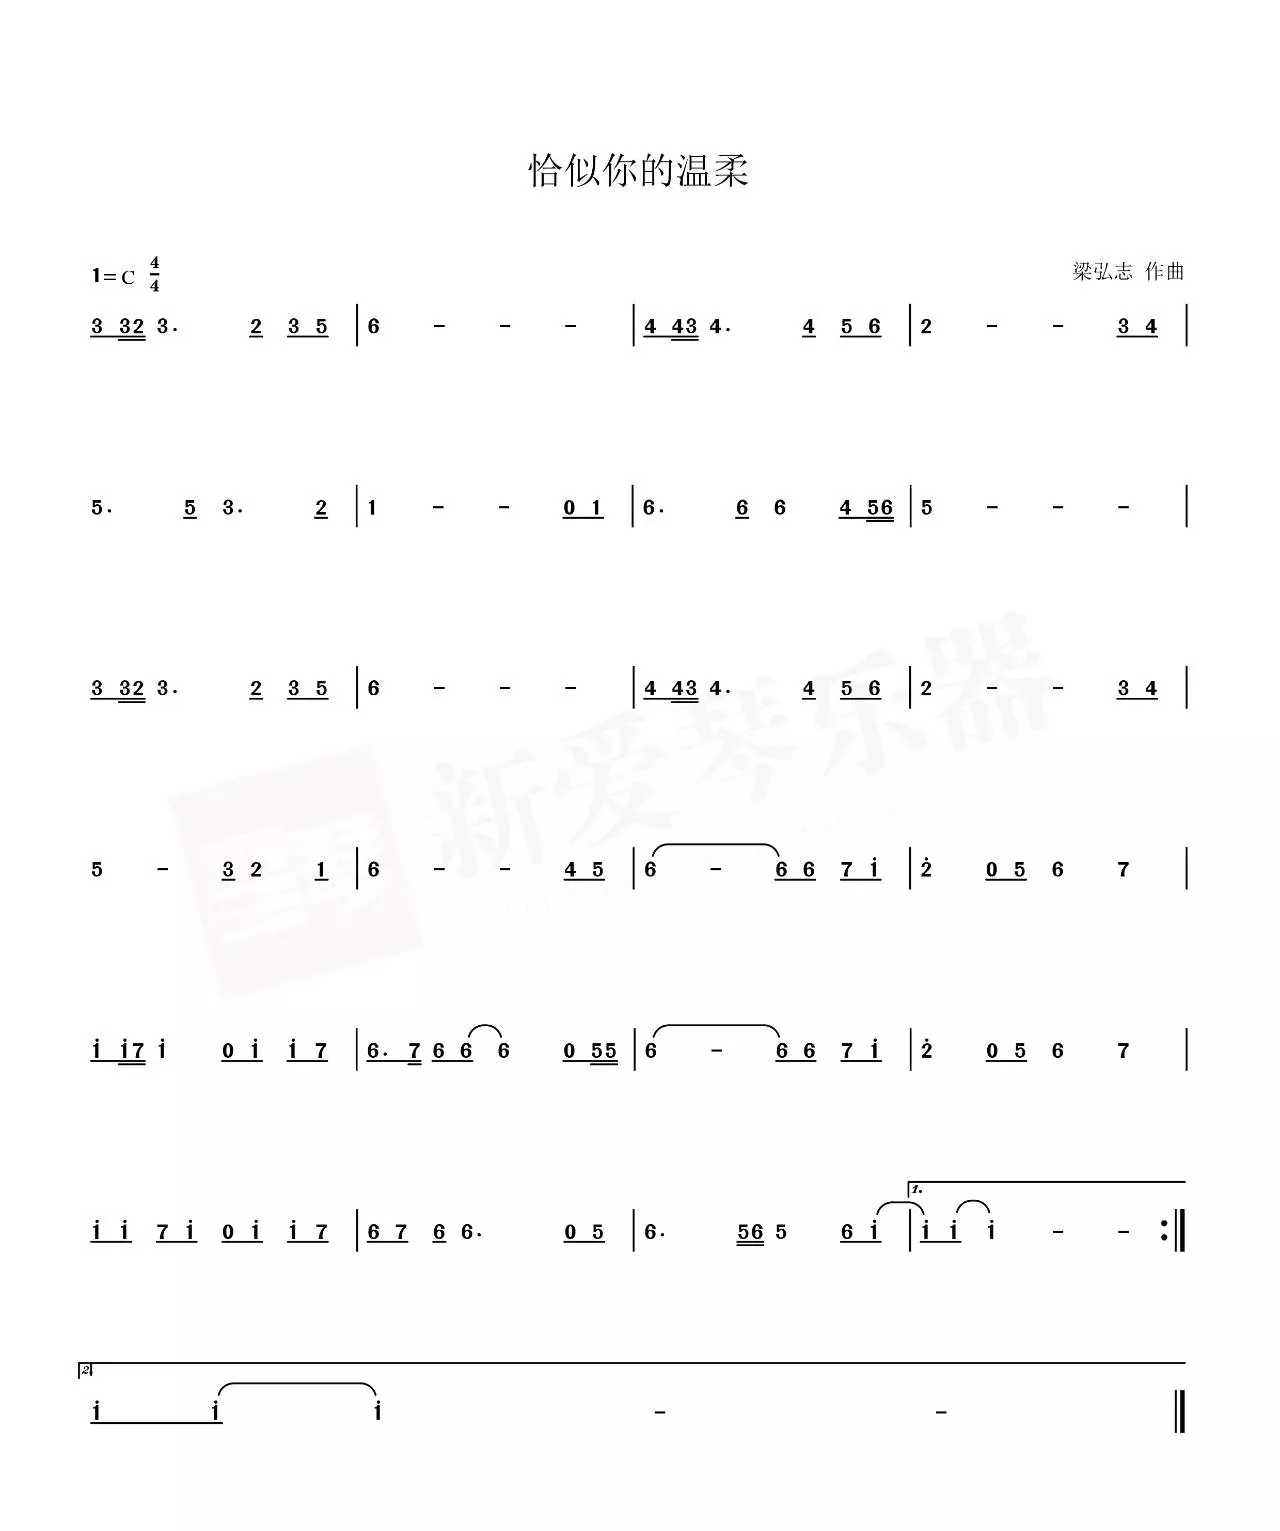 恰似你的温柔
1=C 4/4 梁弘志 作曲
3 32 3. 2 3 5 | 6 - - - | 4 43 4. 4 5 6 | 2 - - 3 4 |
5. 5 3. 2 | 1 - - 0 1 | 6. 6 6 4 56 | 5 - - - |
3 32 3. 2 3 5 | 6 - - - | 4 43 4. 4 5 6 | 2 - - 3 4 |
新爱琴乐器
5 - 3 2 1 | 6 - - 4 5 | 6 - 6 6 7 i | 2̇ 0 5 6 7 |
i i7 i 0 i i 7 | 6. 7 6 6 6 0 55 | 6 - 6 6 7 i | 2̇ 0 5 6 7 |
1.
i i 7 i 0 i i 7 | 6 7 6 6. 0 5 | 6. 56 5 6 i | i i i - - :‖
2.
i i i - - ‖